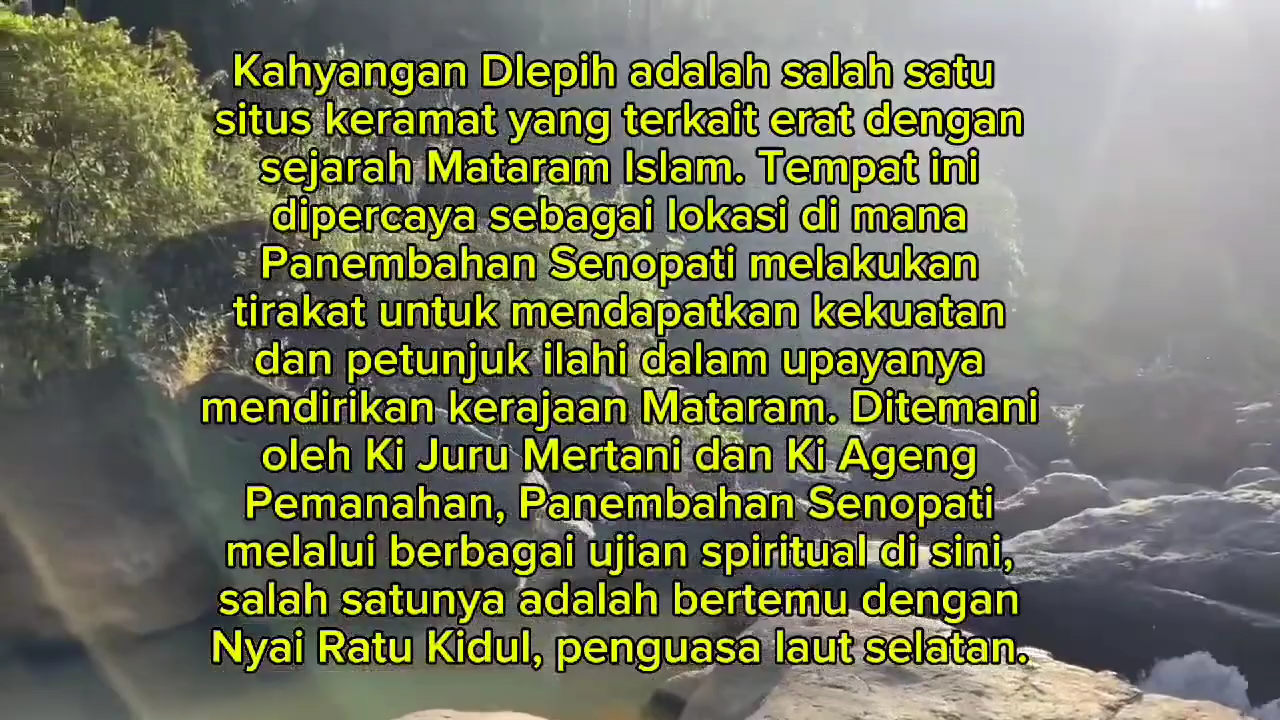 Kahyangan Dlepih adalah salah satu
situs keramat yang terkait erat dengan
sejarah Mataram Islam. Tempat ini
dipercaya sebagai lokasi di mana
Panembahan Senopati melakukan
tirakat untuk mendapatkan kekuatan
dan petunjuk ilahi dalam upayanya
mendirikan kerajaan Mataram. Ditemani
oleh Ki Juru Mertani dan Ki Ageng
Pemanahan, Panembahan Senopati
melalui berbagai ujian spiritual di sini,
salah satunya adalah bertemu dengan
Nyai Ratu Kidul, penguasa laut selatan.